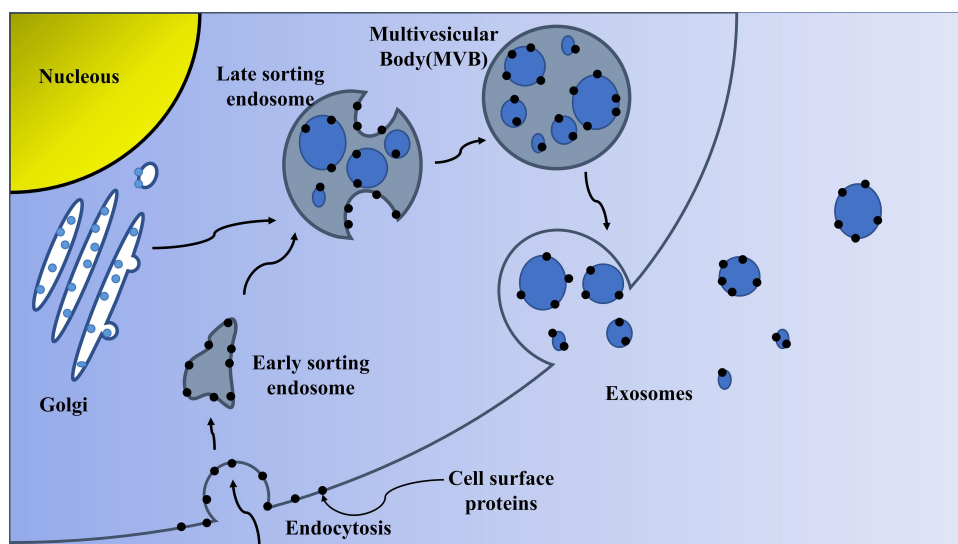 Nucleous
Late sorting
endosome
Multivesicular
Body(MVB)
Golgi
Early sorting
endosome
Exosomes
Cell surface
proteins
Endocytosis